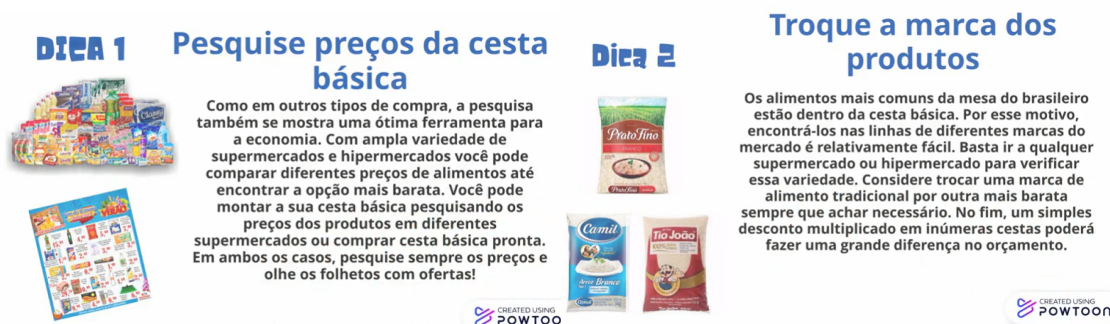 DICA 1
Pesquise preços da cesta
básica
Como em outros tipos de compra, a pesquisa
também se mostra uma ótima ferramenta para
a economia. Com ampla variedade de
supermercados e hipermercados você pode
comparar diferentes preços de alimentos até
encontrar a opção mais barata. Você pode
montar a sua cesta básica pesquisando os
preços dos produtos em diferentes
supermercados ou comprar cesta básica pronta.
Em ambos os casos, pesquise sempre os preços e
olhe os folhetos com ofertas!
VERÃO
CREATED USING
POWTOO
Dica 2
Troque a marca dos
produtos
Os alimentos mais comuns da mesa do brasileiro
estão dentro da cesta básica. Por esse motivo,
encontrá-los nas linhas de diferentes marcas do
mercado é relativamente fácil. Basta ir a qualquer
supermercado ou hipermercado para verificar
essa variedade. Considere trocar uma marca de
alimento tradicional por outra mais barata
sempre que achar necessário. No fim, um simples
desconto multiplicado em inúmeras cestas poderá
fazer uma grande diferença no orçamento.
Prato Fino
Prato Fino
Camil
Arroz Branco
Camil
Tio João
CREATED USING
POWTOON